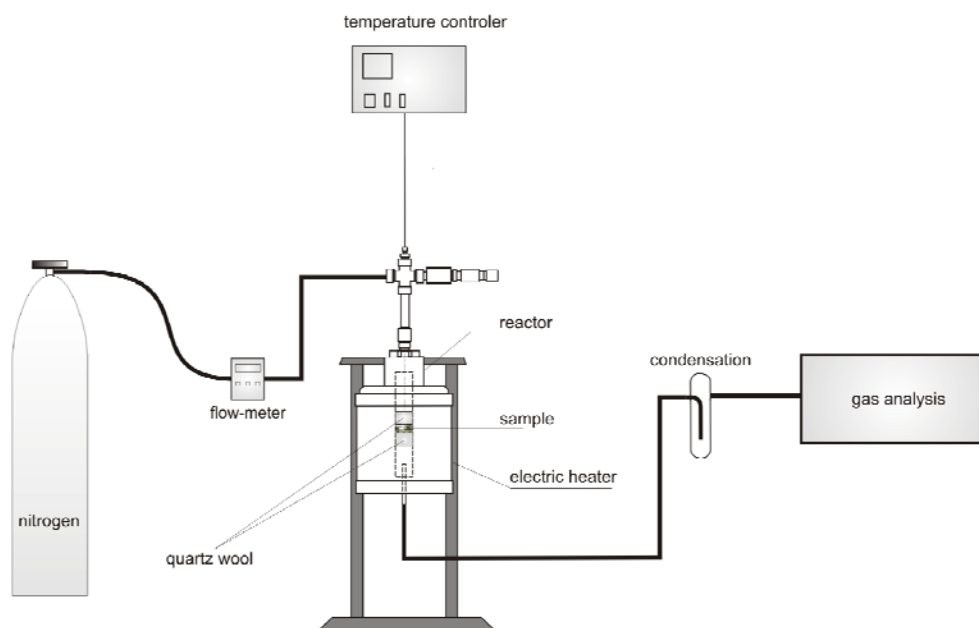 temperature controler
reactor
condensation
gas analysis
flow-meter
sample
electric heater
nitrogen
quartz wool